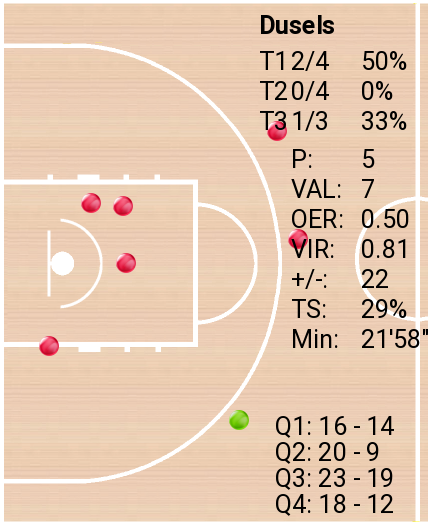 Dusels
T1 2/4 50%
T2 0/4 0%
T3 1/3 33%
P: 5
VAL: 7
OER: 0.50
VIR: 0.81
+/-: 22
TS: 29%
Min: 21'58"
Q1: 16 - 14
Q2: 20 - 9
Q3: 23 - 19
Q4: 18 - 12